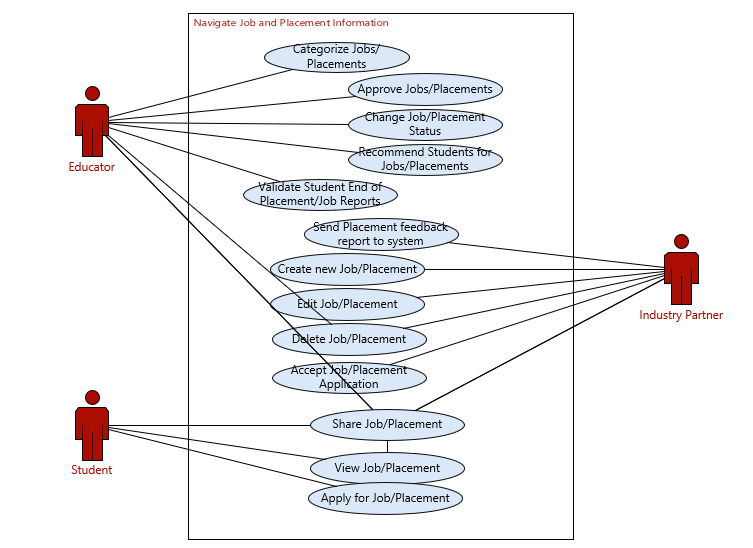 Navigate Job and Placement Information
Categorize Jobs/
Placements
Approve Jobs/Placements
Change Job/Placement
Status
Recommend Students for
Jobs/Placements
Educator
Validate Student End of
Placement/Job Reports
Send Placement feedback
report to system
Create new Job/Placement
Edit Job/Placement
Industry Partner
Delete Job/Placement
Accept Job/Placement
Application
Share Job/Placement
Student
View Job/Placement
Apply for Job/Placement